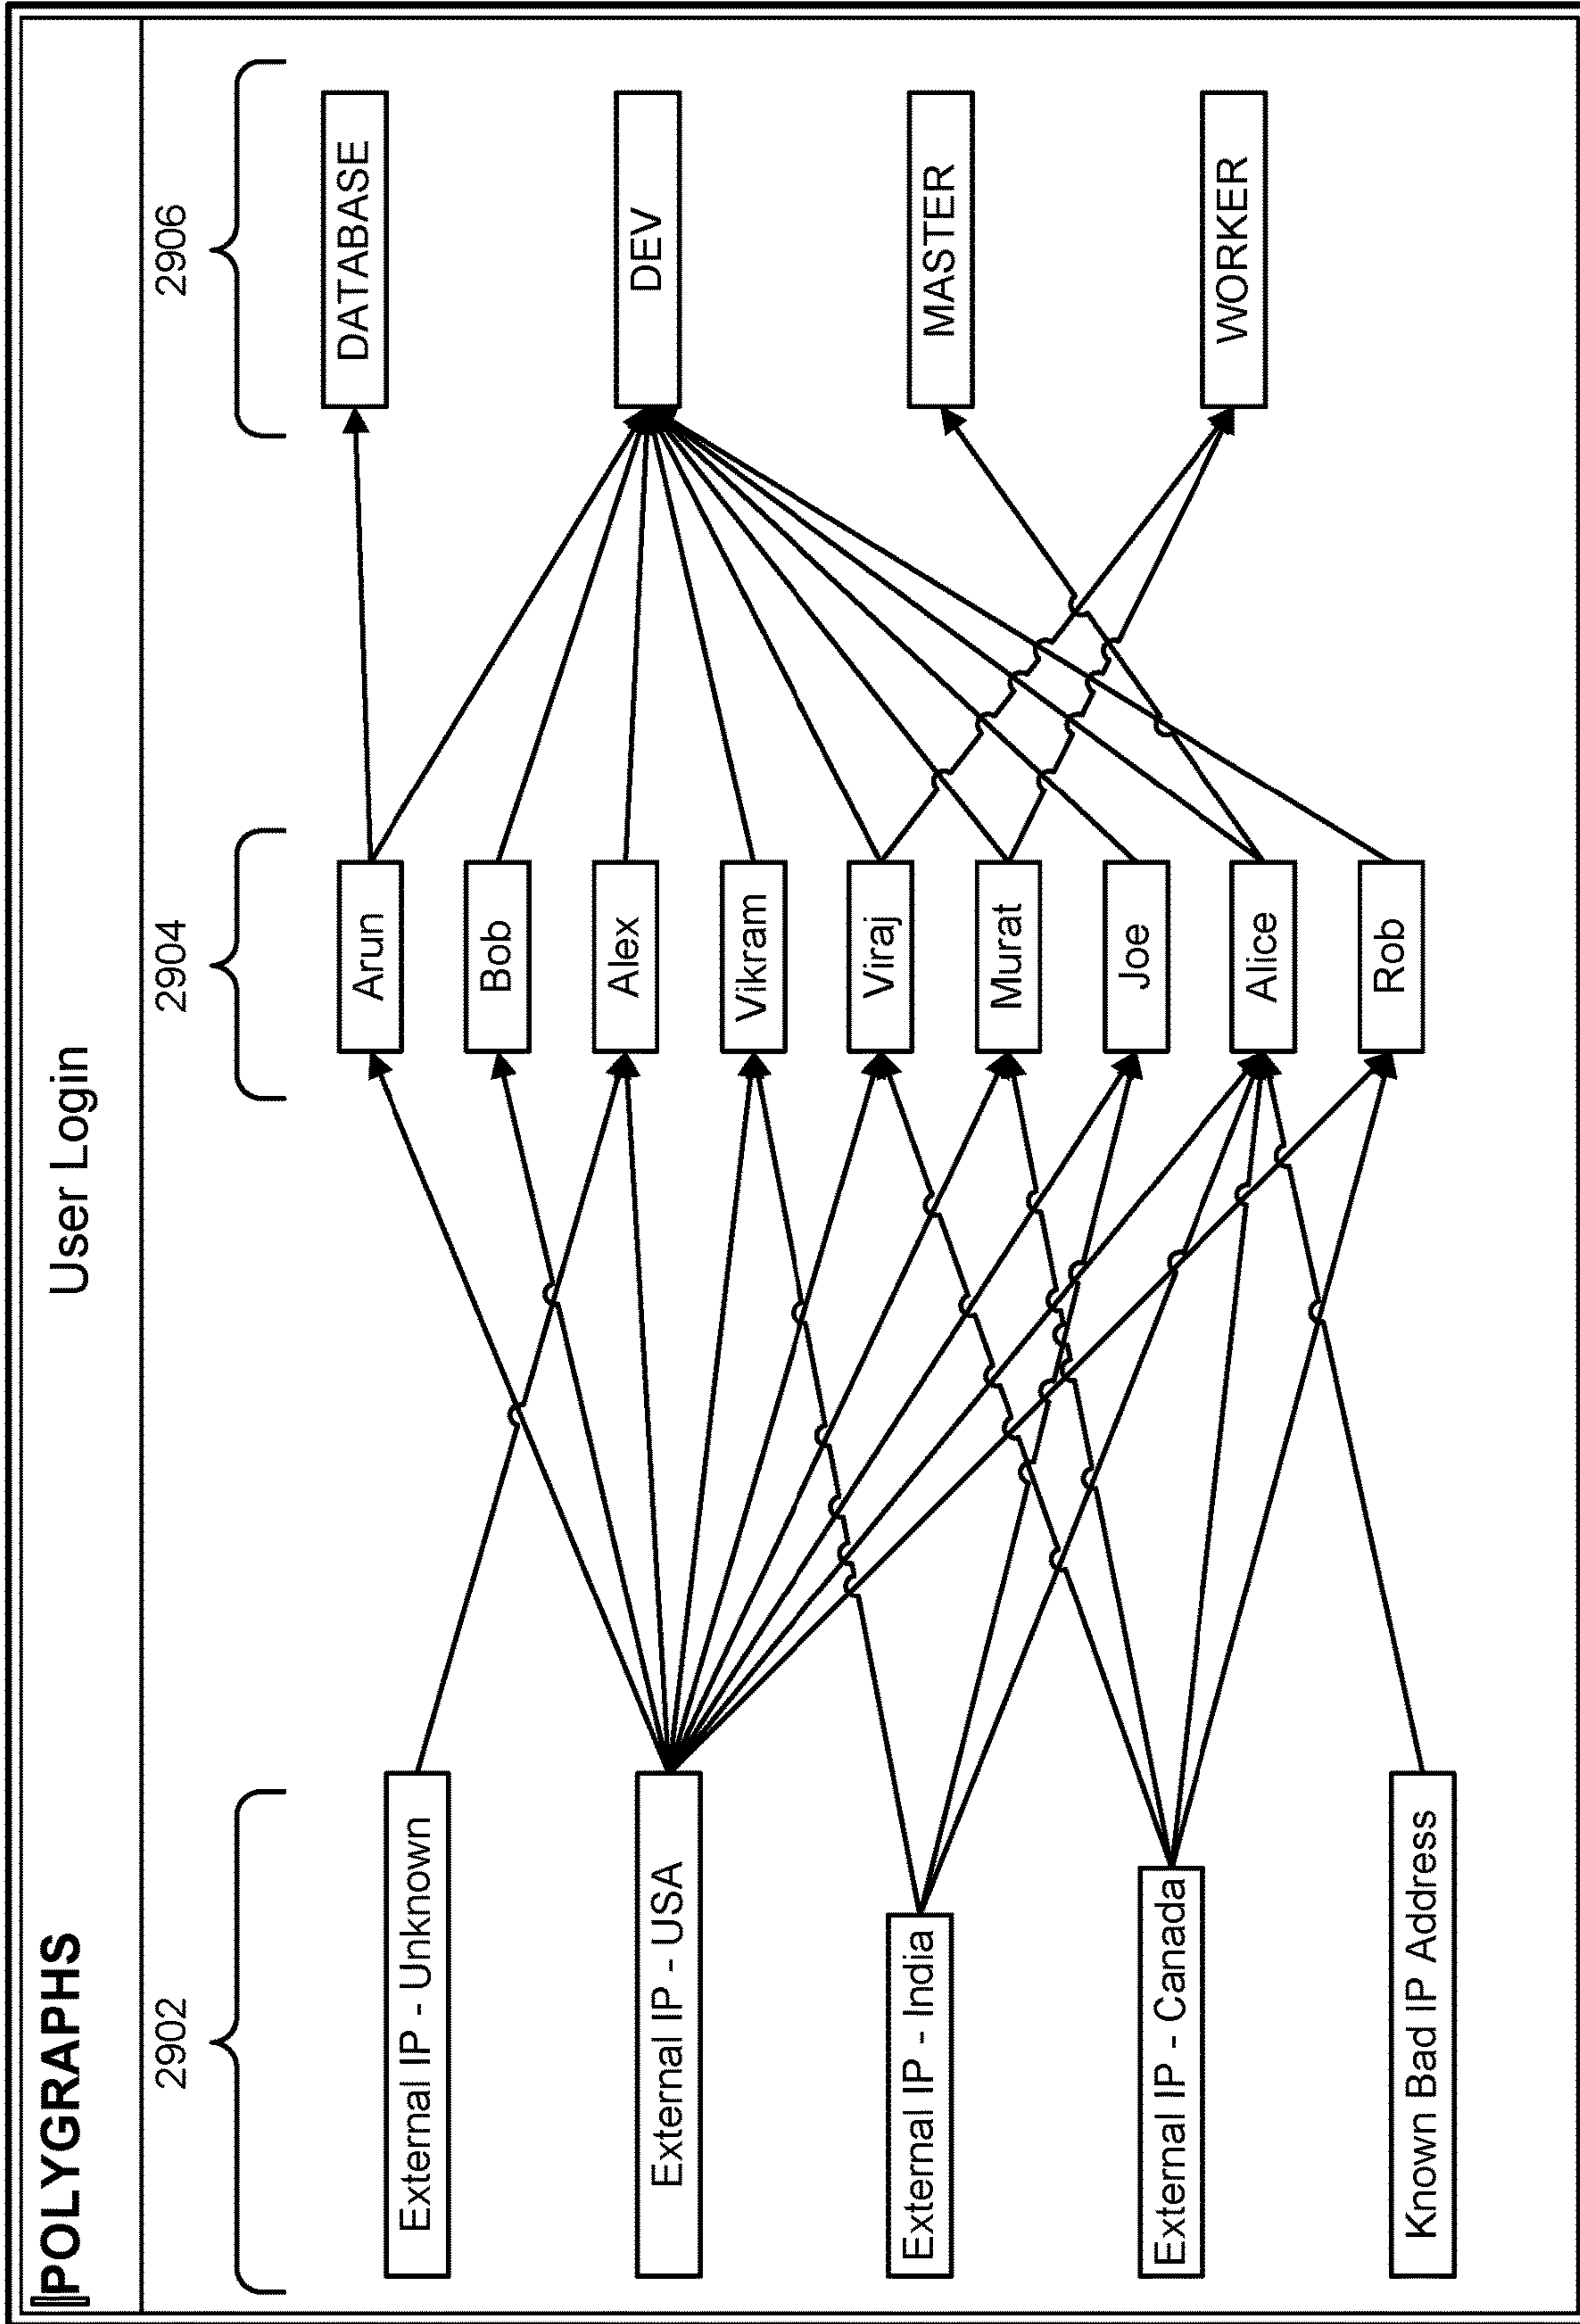 POLYGRAPHS
User Login
2902
2904
2906
External IP - Unknown
External IP - USA
External IP - India
External IP - Canada
Known Bad IP Address
Arun
Bob
Alex
Vikram
Viraj
Murat
Joe
Alice
Rob
DATABASE
DEV
MASTER
WORKER